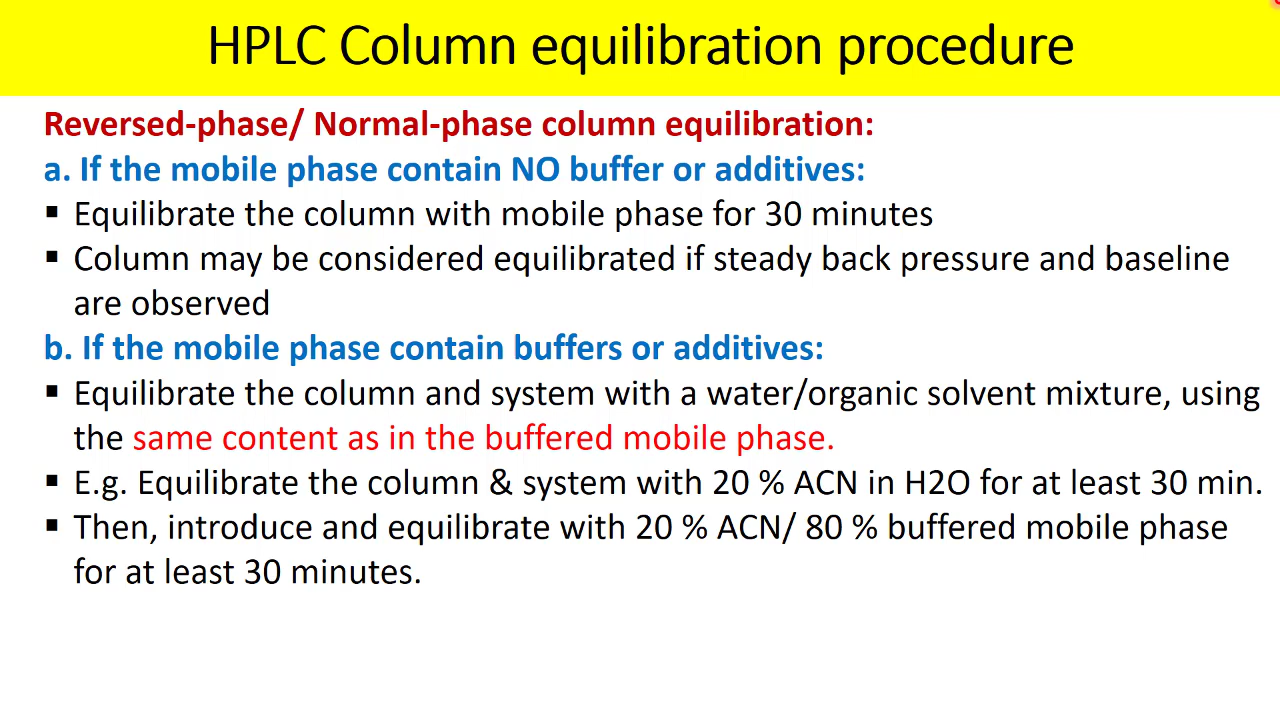 HPLC Column equilibration procedure
Reversed-phase/ Normal-phase column equilibration:
a. If the mobile phase contain NO buffer or additives:
▪ Equilibrate the column with mobile phase for 30 minutes
▪ Column may be considered equilibrated if steady back pressure and baseline
are observed
b. If the mobile phase contain buffers or additives:
▪ Equilibrate the column and system with a water/organic solvent mixture, using
the same content as in the buffered mobile phase.
▪ E.g. Equilibrate the column & system with 20 % ACN in H2O for at least 30 min.
▪ Then, introduce and equilibrate with 20 % ACN/ 80 % buffered mobile phase
for at least 30 minutes.